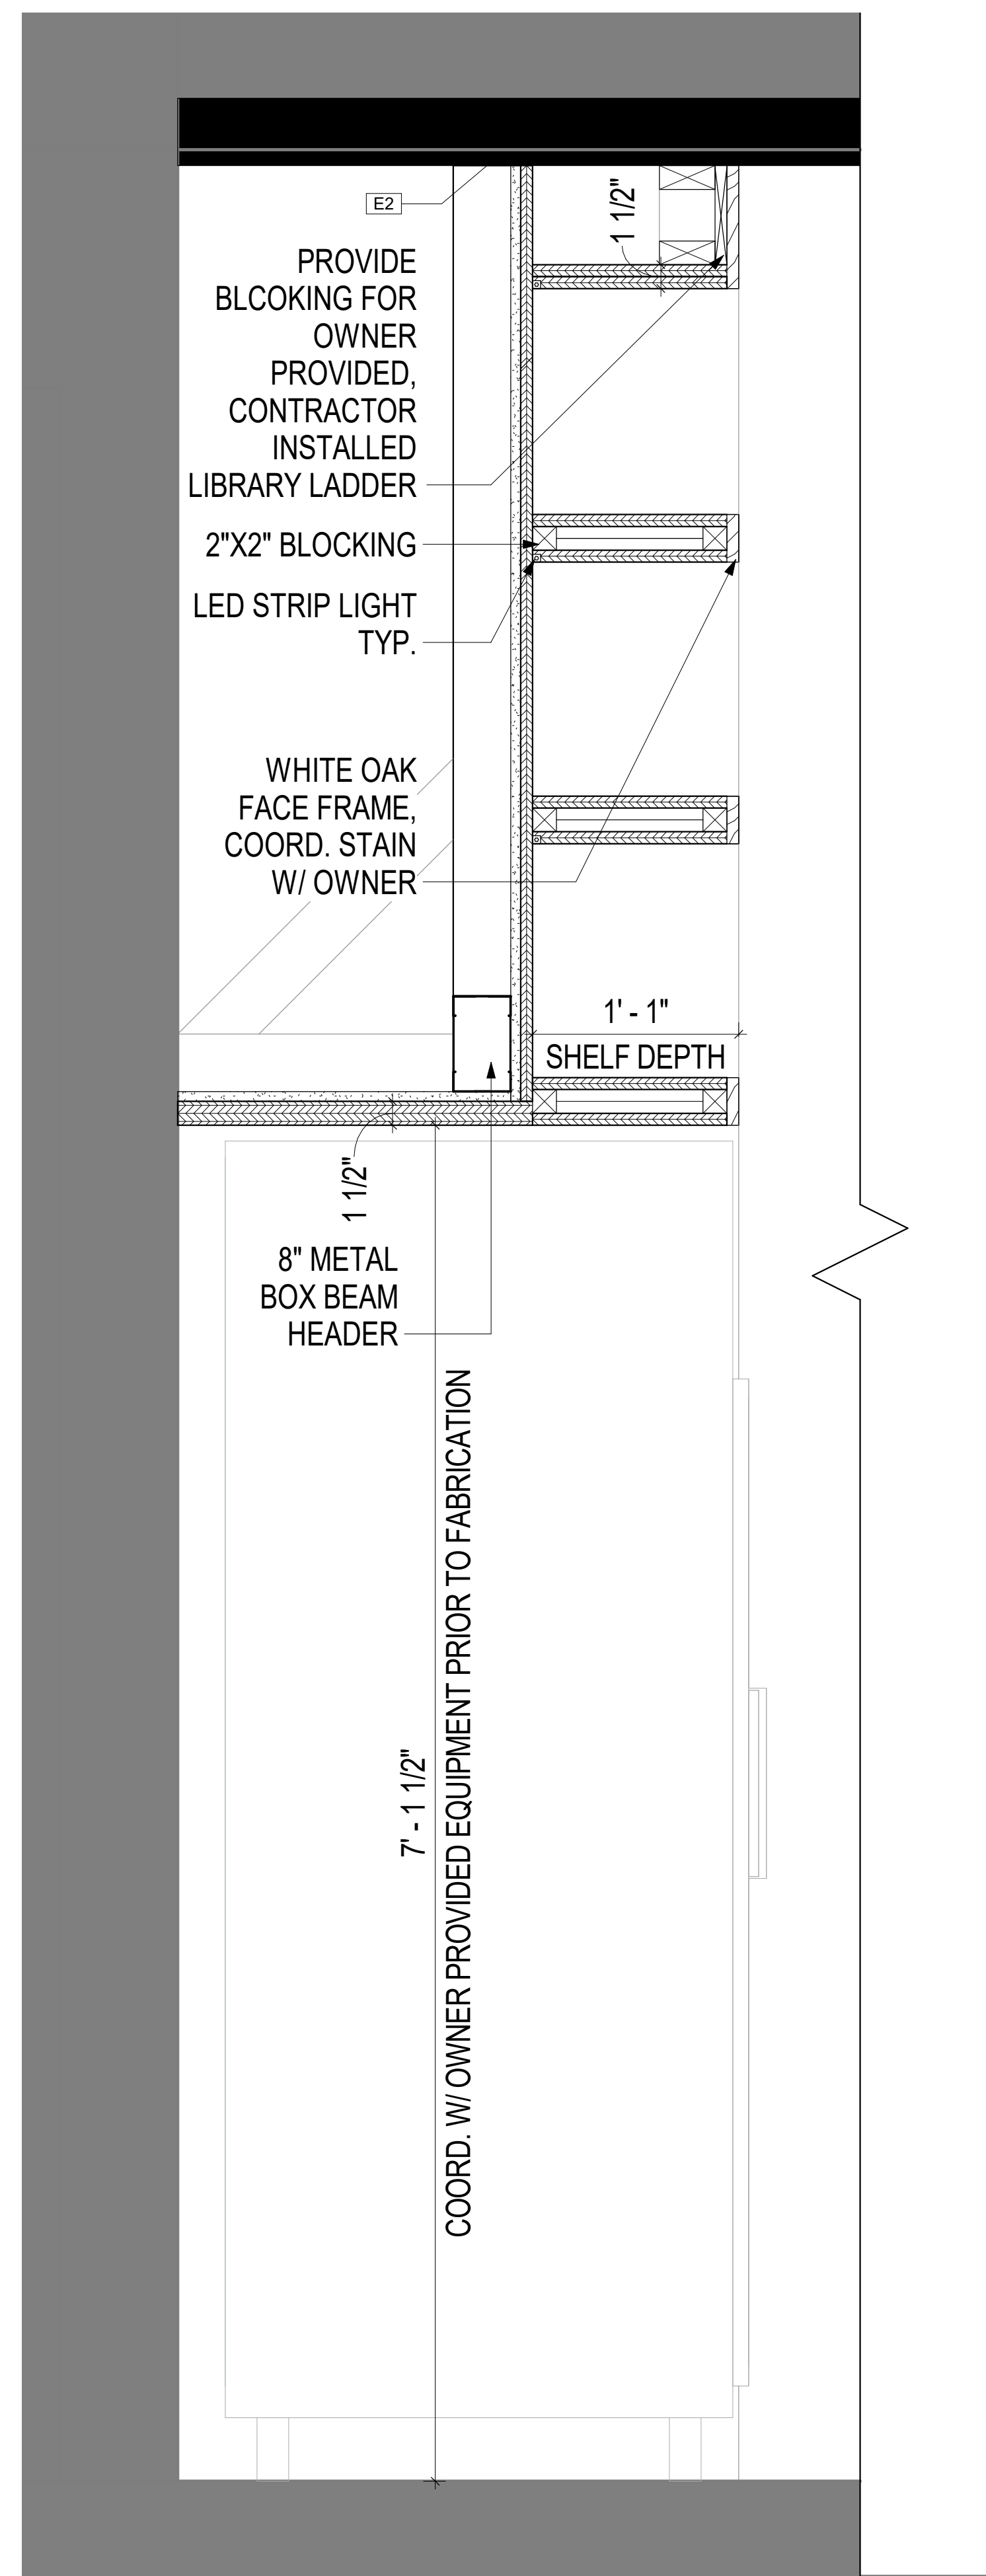 E2
1 1/2"
PROVIDE
BLCOKING FOR
OWNER
PROVIDED,
CONTRACTOR
INSTALLED
LIBRARY LADDER
2"X2" BLOCKING
LED STRIP LIGHT
TYP.
WHITE OAK
FACE FRAME,
COORD. STAIN
W/ OWNER
1' - 1"
SHELF DEPTH
1 1/2"
8" METAL
BOX BEAM
HEADER
7' - 1 1/2"
COORD. W/ OWNER PROVIDED EQUIPMENT PRIOR TO FABRICATION